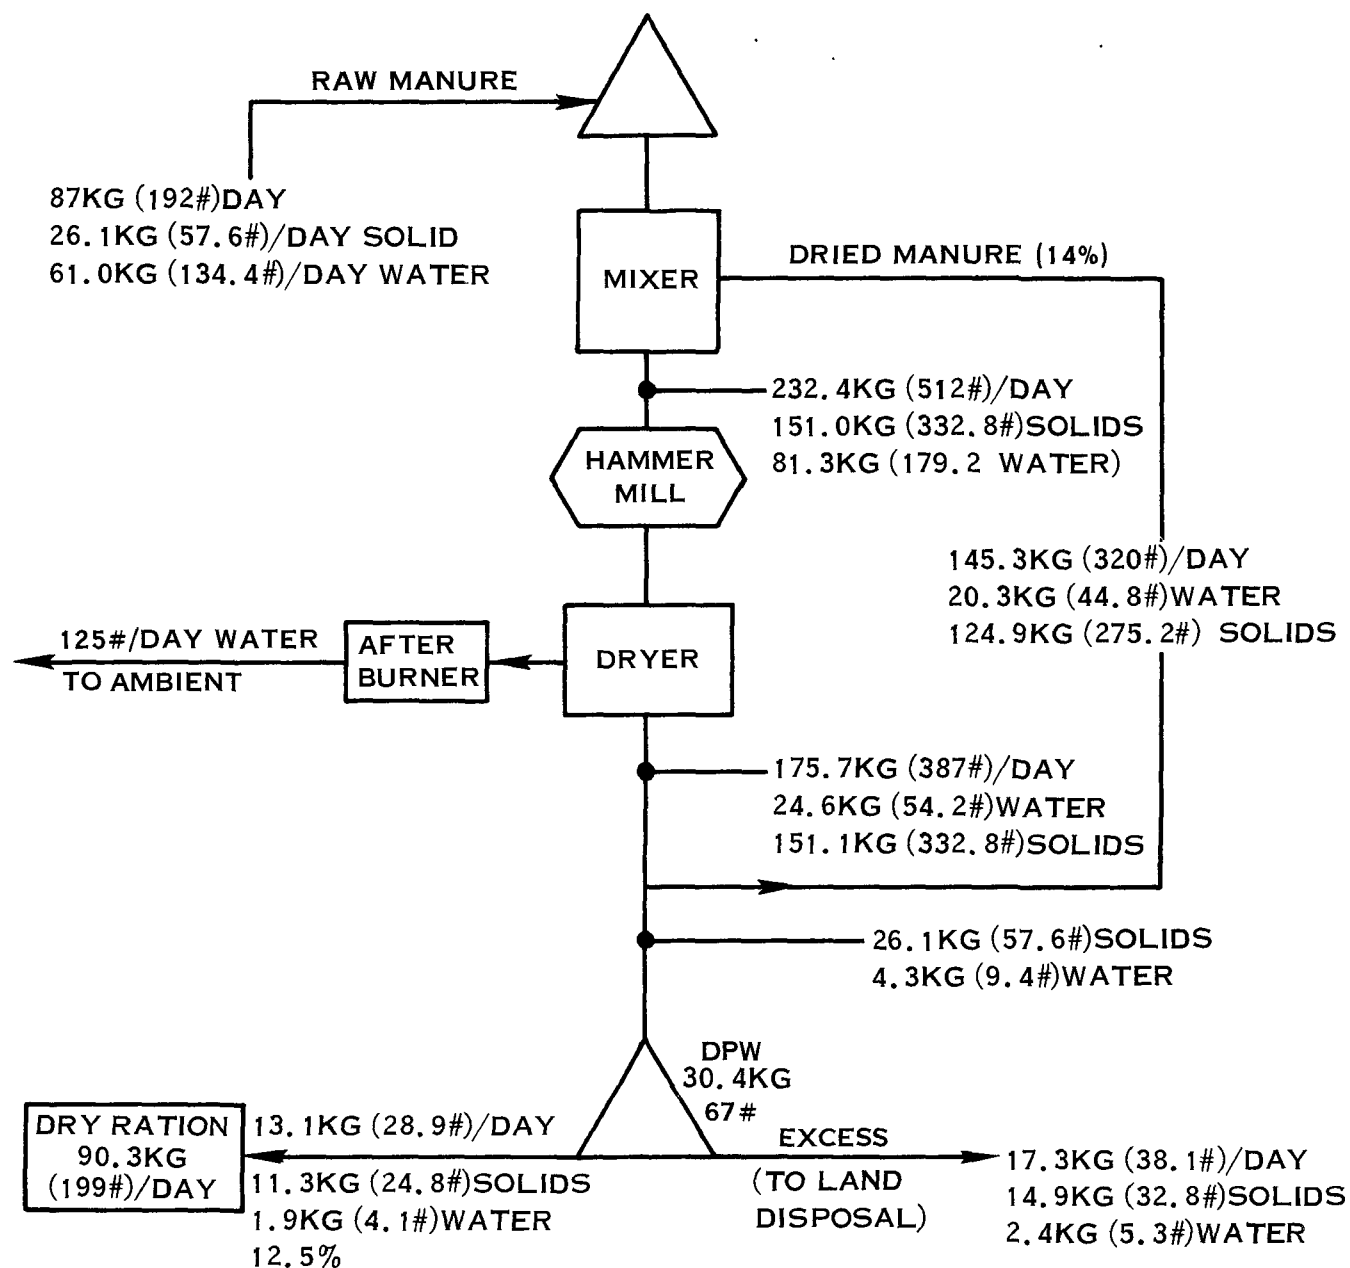 RAW MANURE
87KG (192#)DAY
26.1KG (57.6#)/DAY SOLID
61.0KG (134.4#)/DAY WATER
MIXER
DRIED MANURE (14%)
232.4KG (512#)/DAY
151.0KG (332.8#)SOLIDS
81.3KG (179.2 WATER)
HAMMER
MILL
145.3KG (320#)/DAY
20.3KG (44.8#)WATER
124.9KG (275.2#) SOLIDS
125#/DAY WATER
TO AMBIENT
AFTER
BURNER
DRYER
175.7KG (387#)/DAY
24.6KG (54.2#)WATER
151.1KG (332.8#)SOLIDS
26.1KG (57.6#)SOLIDS
4.3KG (9.4#)WATER
DPW
30.4KG
67#
DRY RATION
90.3KG
(199#)/DAY
13.1KG (28.9#)/DAY
11.3KG (24.8#)SOLIDS
1.9KG (4.1#)WATER
12.5%
EXCESS
(TO LAND
DISPOSAL)
17.3KG (38.1#)/DAY
14.9KG (32.8#)SOLIDS
2.4KG (5.3#)WATER